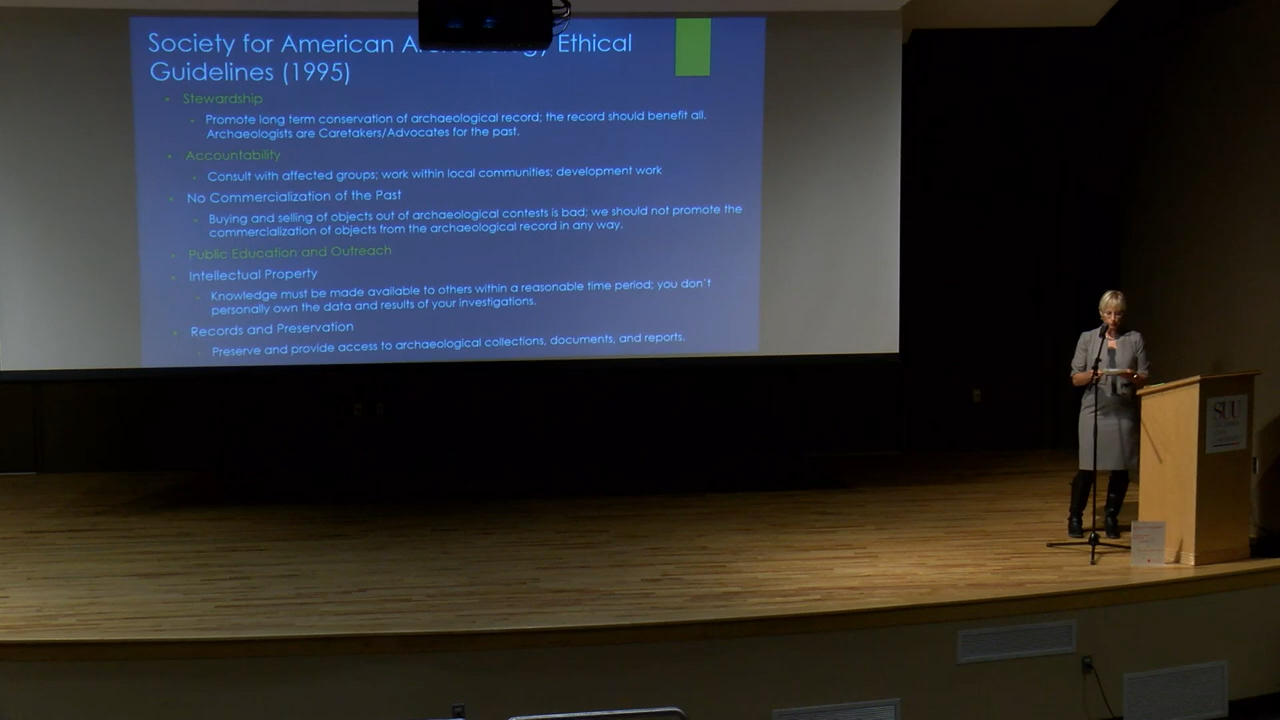 Society for American Archaeology Ethical
Guidelines (1995)
Stewardship
Promote long term conservation of archaeological record; the record should benefit all.
Archaeologists are Caretakers/Advocates for the past.
Accountability
Consult with affected groups; work within local communities; development work
No Commercialization of the Past
Buying and selling of objects out of archaeological contests is bad; we should not promote the
commercialization of objects from the archaeological record in any way.
Public Education and Outreach
Intellectual Property
Knowledge must be made available to others within a reasonable time period; you don't
personally own the data and results of your investigations.
Records and Preservation
Preserve and provide access to archaeological collections, documents, and reports.
SUU